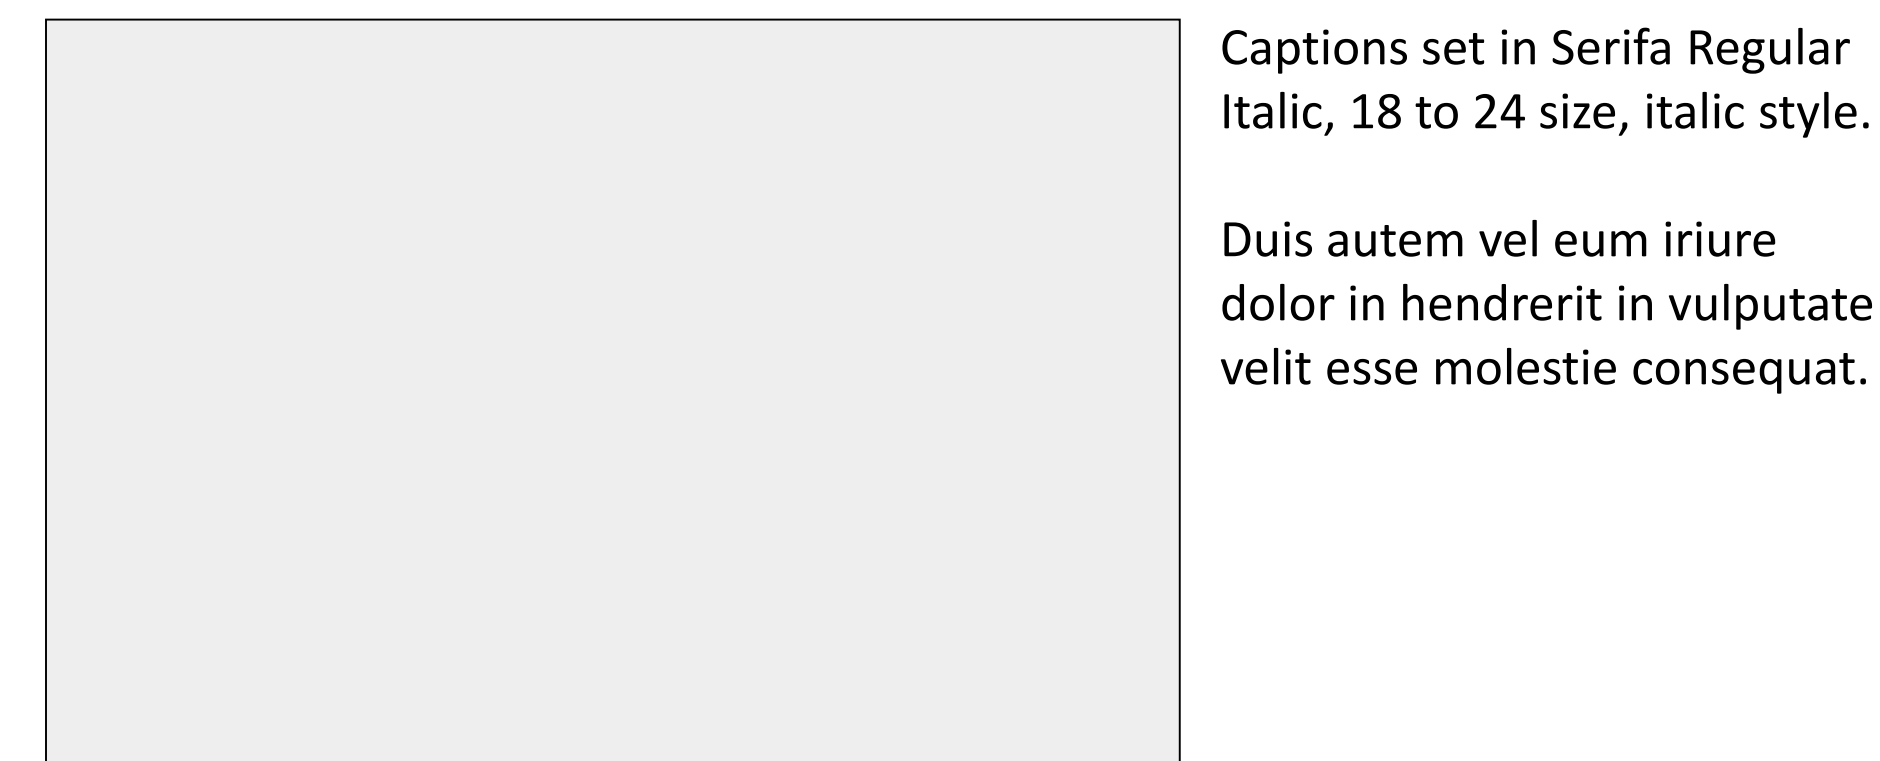 Captions set in Serifa Regular
Italic, 18 to 24 size, italic style.
Duis autem vel eum iriure
dolor in hendrerit in vulputate
velit esse molestie consequat.